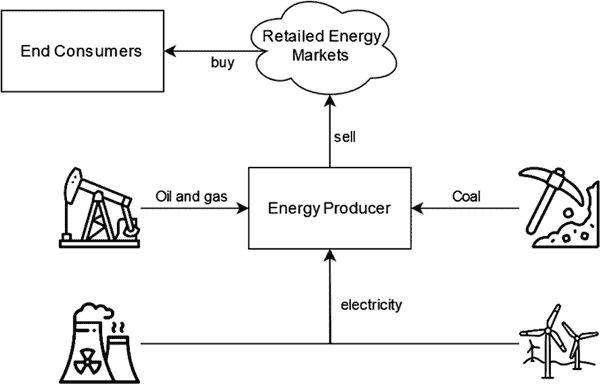 End Consumers
Retailed Energy
Markets
buy
sell
Oil and gas
Energy Producer
Coal
electricity